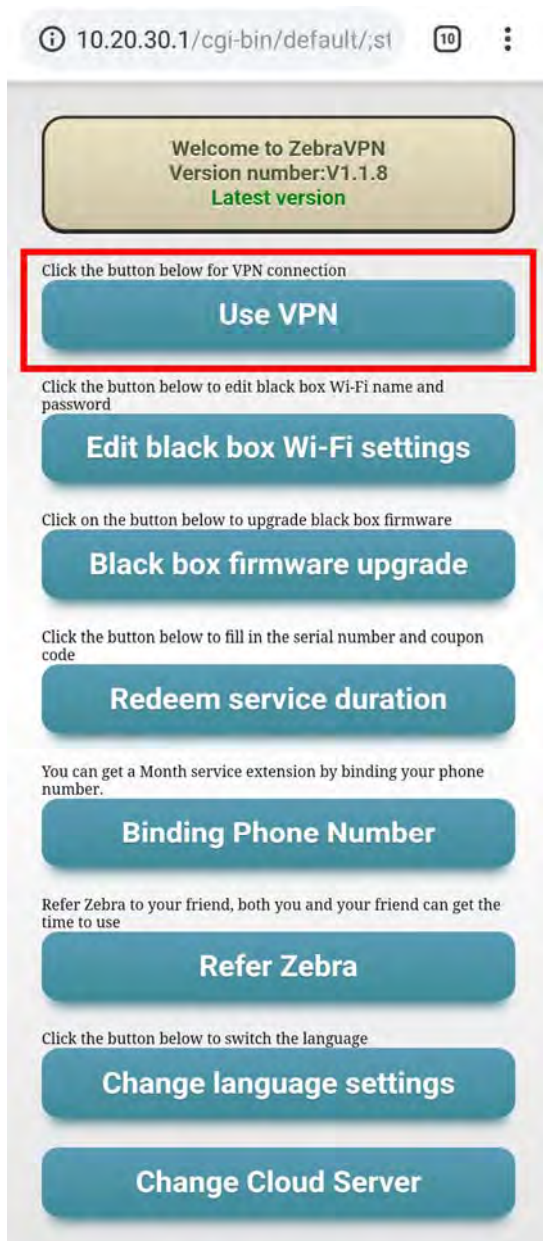 10.20.30.1/cgi-bin/default/;st
10
Welcome to ZebraVPN
Version number:V1.1.8
Latest version
Click the button below for VPN connection
Use VPN
Click the button below to edit black box Wi-Fi name and
password
Edit black box Wi-Fi settings
Click on the button below to upgrade black box firmware
Black box firmware upgrade
Click the button below to fill in the serial number and coupon
code
Redeem service duration
You can get a Month service extension by binding your phone
number.
Binding Phone Number
Refer Zebra to your friend, both you and your friend can get the
time to use
Refer Zebra
Click the button below to switch the language
Change language settings
Change Cloud Server